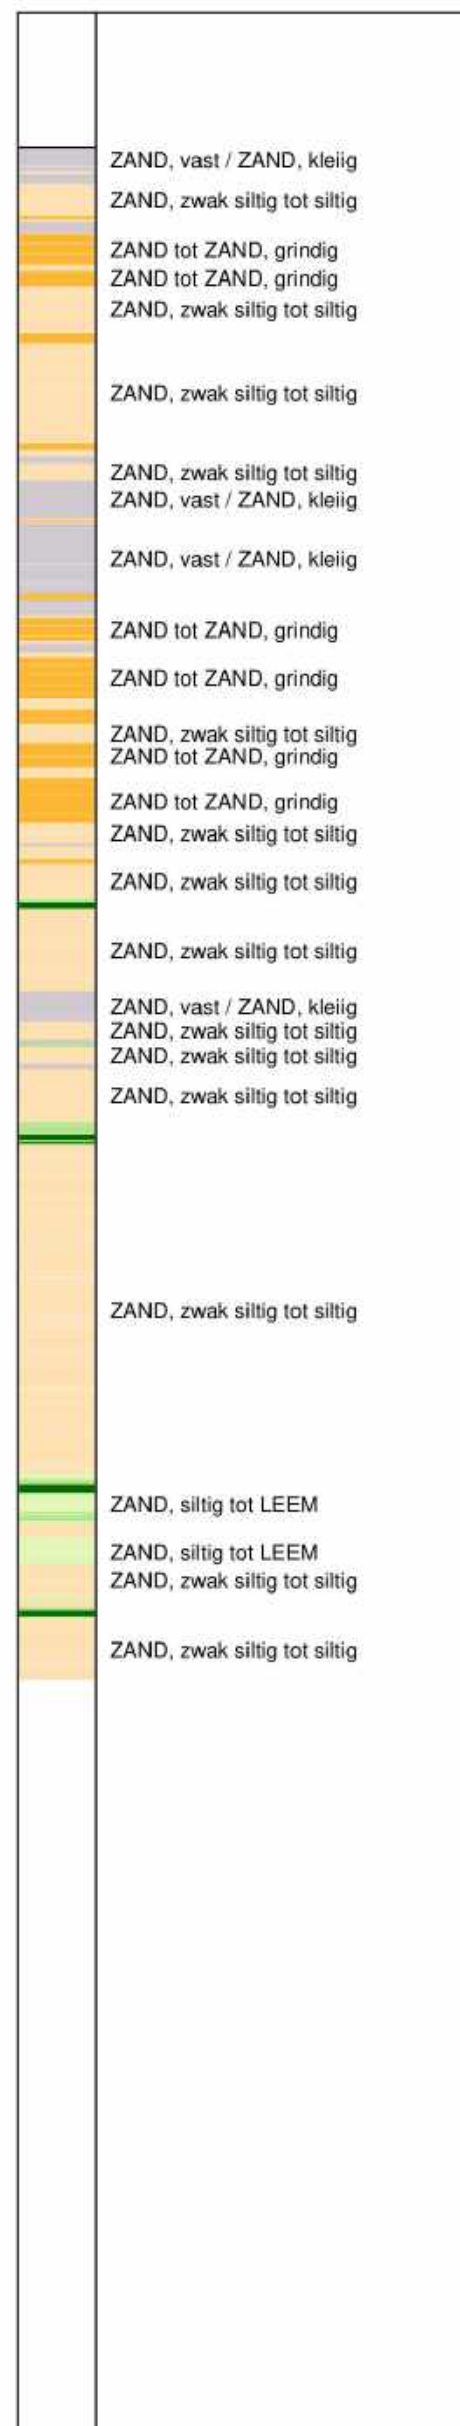 ZAND, vast / ZAND, kleiig
ZAND, zwak siltig tot siltig
ZAND tot ZAND, grindig
ZAND tot ZAND, grindig
ZAND, zwak siltig tot siltig
ZAND, zwak siltig tot siltig
ZAND, zwak siltig tot siltig
ZAND, vast / ZAND, kleiig
ZAND, vast / ZAND, kleiig
ZAND tot ZAND, grindig
ZAND tot ZAND, grindig
ZAND, zwak siltig tot siltig
ZAND tot ZAND, grindig
ZAND tot ZAND, grindig
ZAND, zwak siltig tot siltig
ZAND, zwak siltig tot siltig
ZAND, zwak siltig tot siltig
ZAND, vast / ZAND, kleiig
ZAND, zwak siltig tot siltig
ZAND, zwak siltig tot siltig
ZAND, zwak siltig tot siltig
ZAND, zwak siltig tot siltig
ZAND, siltig tot LEEM
ZAND, siltig tot LEEM
ZAND, zwak siltig tot siltig
ZAND, zwak siltig tot siltig